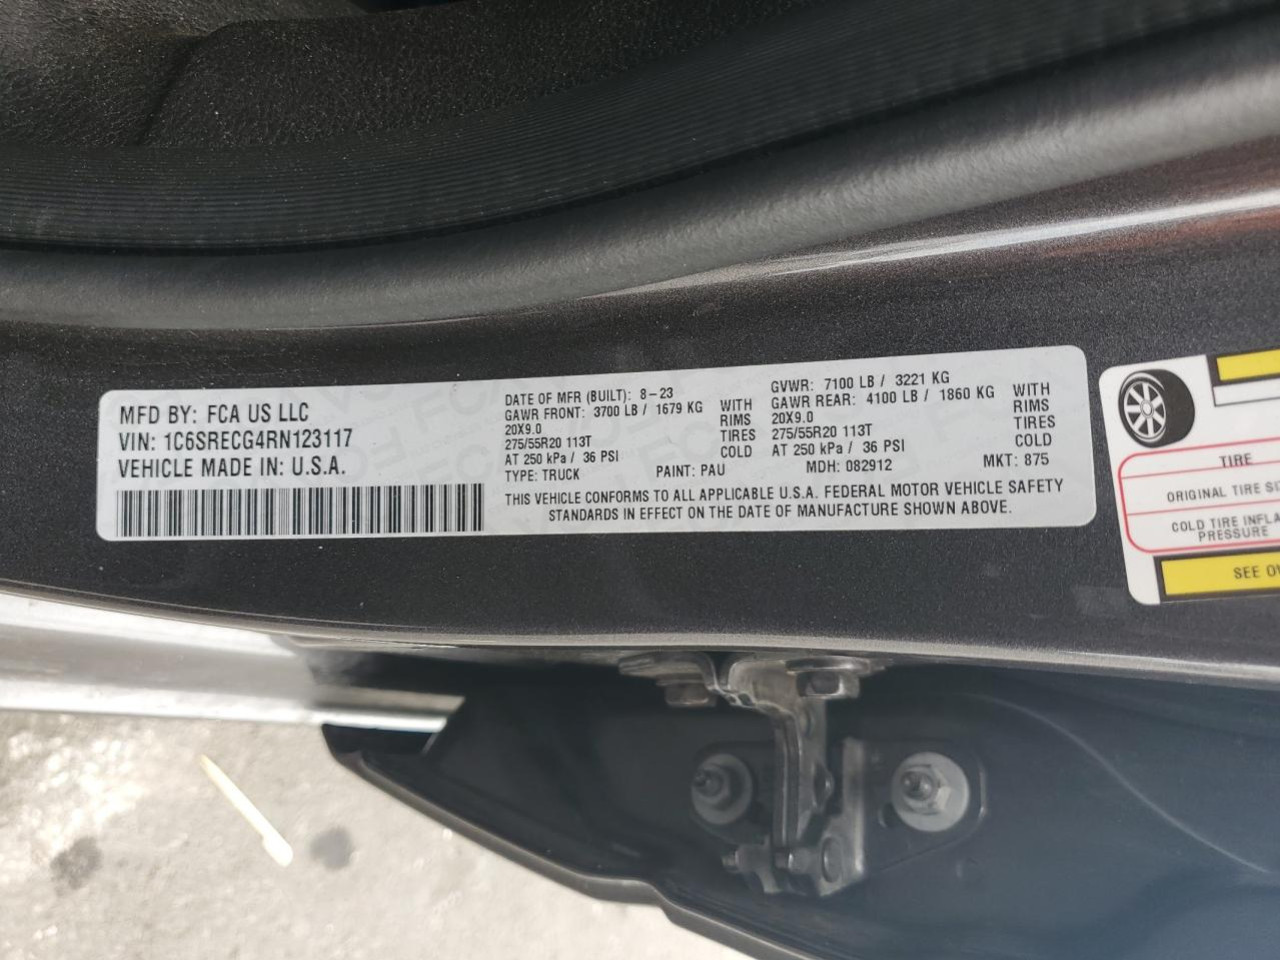 MFD BY: FCA US LLC
VIN: 1C6SRECG4RN123117
VEHICLE MADE IN: U.S.A.
DATE OF MFR (BUILT): 8-23
GAWR FRONT: 3700 LB / 1679 KG WITH
20X9.0 RIMS
275/55R20 113T TIRES
AT 250 kPa / 36 PSI COLD
GVWR: 7100 LB / 3221 KG
GAWR REAR: 4100 LB / 1860 KG WITH
20X9.0 RIMS
275/55R20 113T TIRES
AT 250 kPa / 36 PSI COLD
TYPE: TRUCK PAINT: PAU MDH: 082912 MKT: 875
THIS VEHICLE CONFORMS TO ALL APPLICABLE U.S.A. FEDERAL MOTOR VEHICLE SAFETY
STANDARDS IN EFFECT ON THE DATE OF MANUFACTURE SHOWN ABOVE.
TIRE
ORIGINAL TIRE
COLD TIRE
PRESSURE
SEE